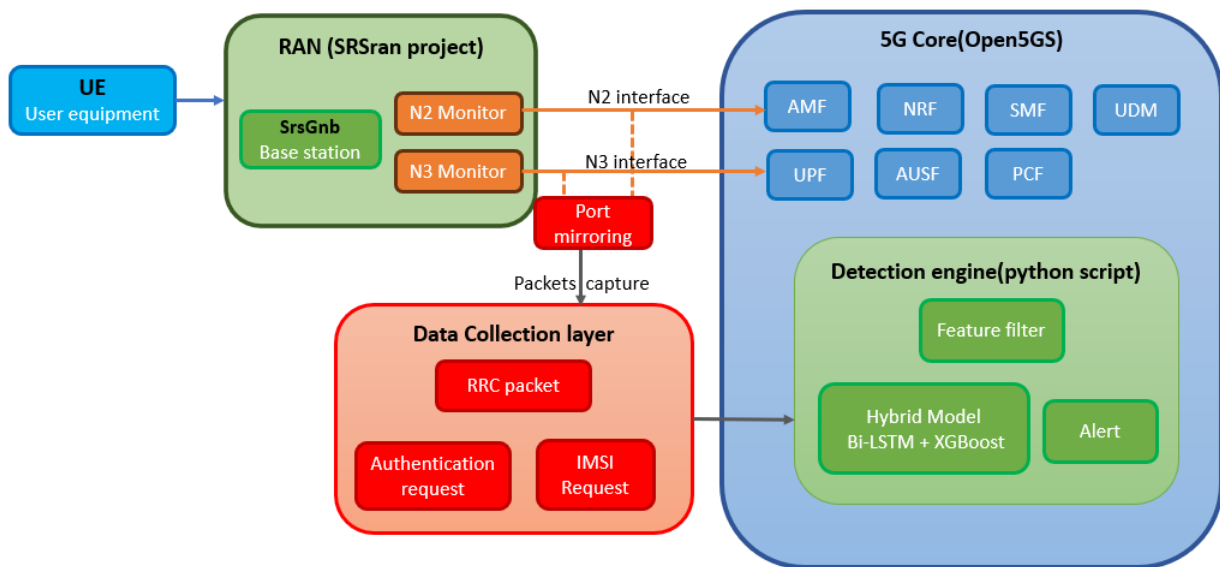 RAN (SRSran project)
5G Core(Open5GS)
UE
User equipment
SrsGnb
Base station
N2 Monitor
N3 Monitor
N2 interface
N3 interface
AMF
NRF
SMF
UDM
UPF
AUSF
PCF
Port
mirroring
Packets capture
Data Collection layer
RRC packet
Authentication
request
IMSI
Request
Detection engine(python script)
Feature filter
Hybrid Model
Bi-LSTM + XGBoost
Alert